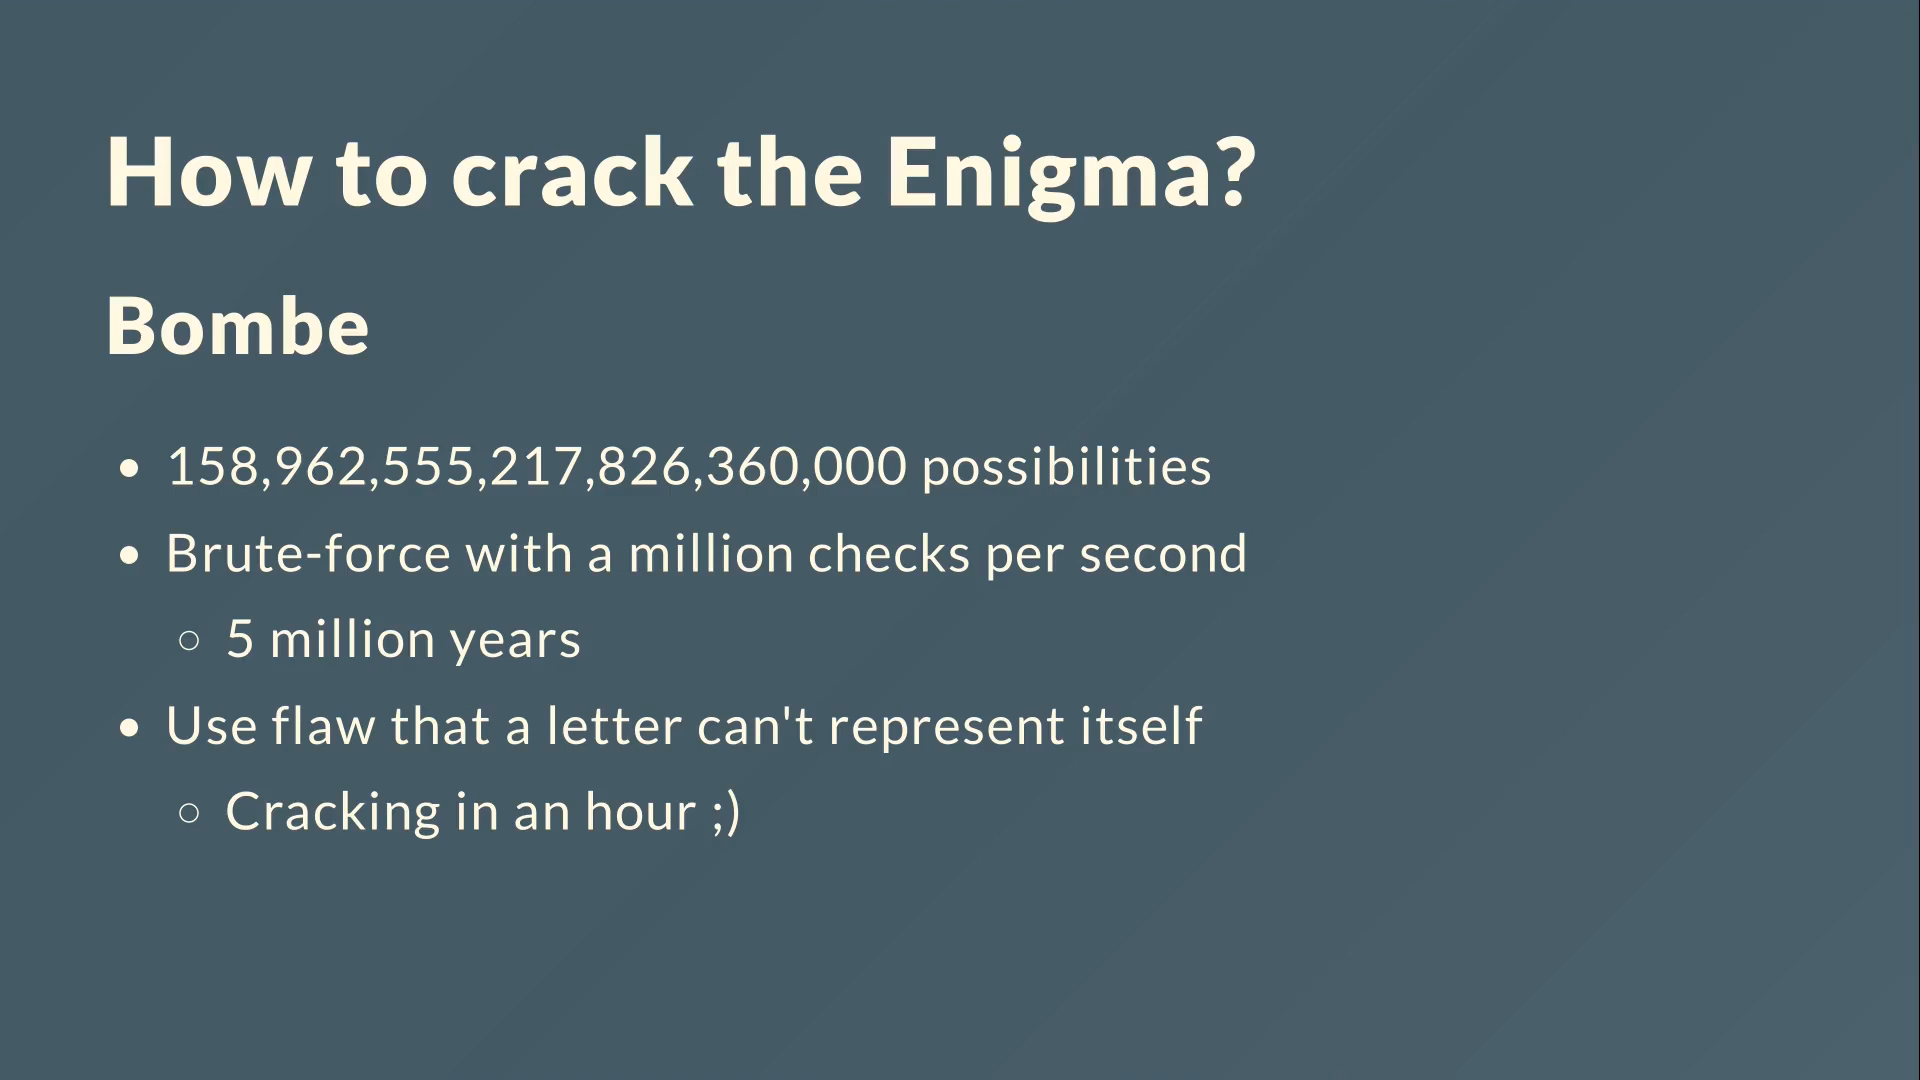 How to crack the Enigma?
Bombe
• 158,962,555,217,826,360,000 possibilities
• Brute-force with a million checks per second
○ 5 million years
• Use flaw that a letter can't represent itself
○ Cracking in an hour ;)